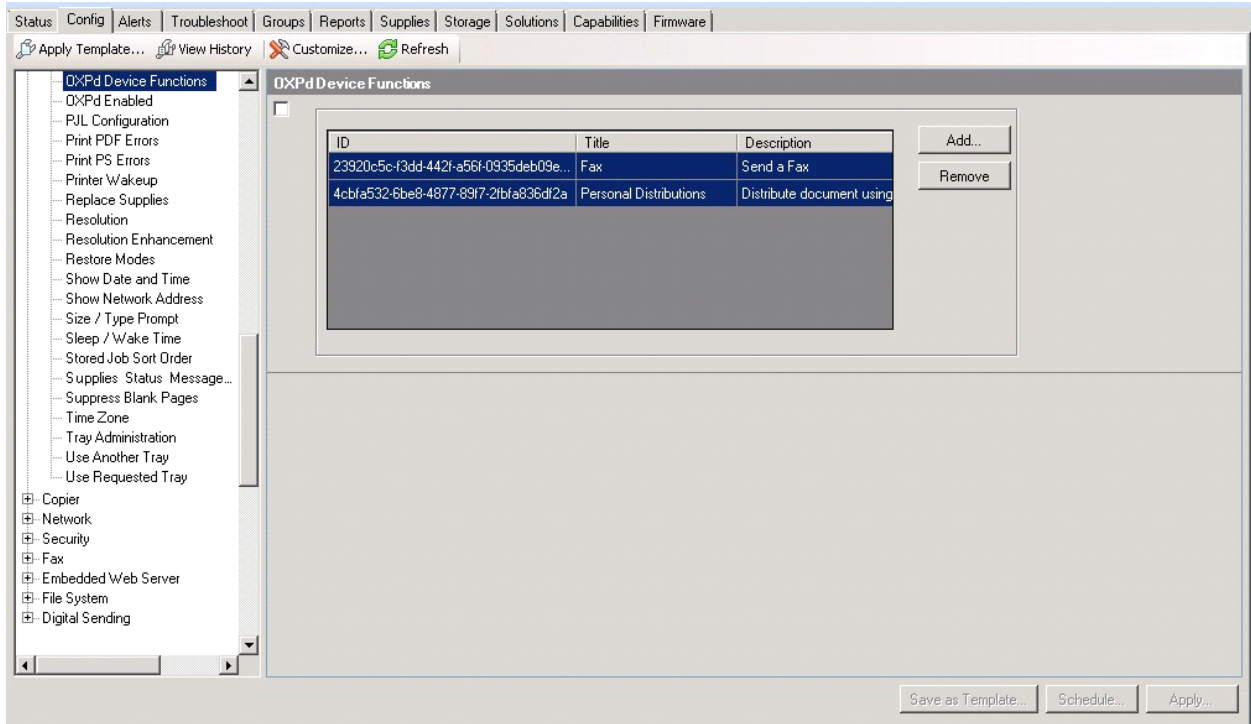 Status Config Alerts Troubleshoot Groups Reports Supplies Storage Solutions Capabilities Firmware
Apply Template... View History Customize... Refresh
OXPd Device Functions
OXPd Enabled
PJL Configuration
Print PDF Errors
Print PS Errors
Printer Wakeup
Replace Supplies
Resolution
Resolution Enhancement
Restore Modes
Show Date and Time
Show Network Address
Size / Type Prompt
Sleep / Wake Time
Stored Job Sort Order
Supplies Status Message...
Suppress Blank Pages
Time Zone
Tray Administration
Use Another Tray
Use Requested Tray
Copier
Network
Security
Fax
Embedded Web Server
File System
Digital Sending
OXPd Device Functions
ID Title Description
23920c5c-f3dd-442f-a56f-0935deb09e... Fax Send a Fax
4cbfa532-6be8-4877-89f7-2fbfa836df2a Personal Distributions Distribute document using
Add...
Remove
Save as Template... Schedule... Apply...